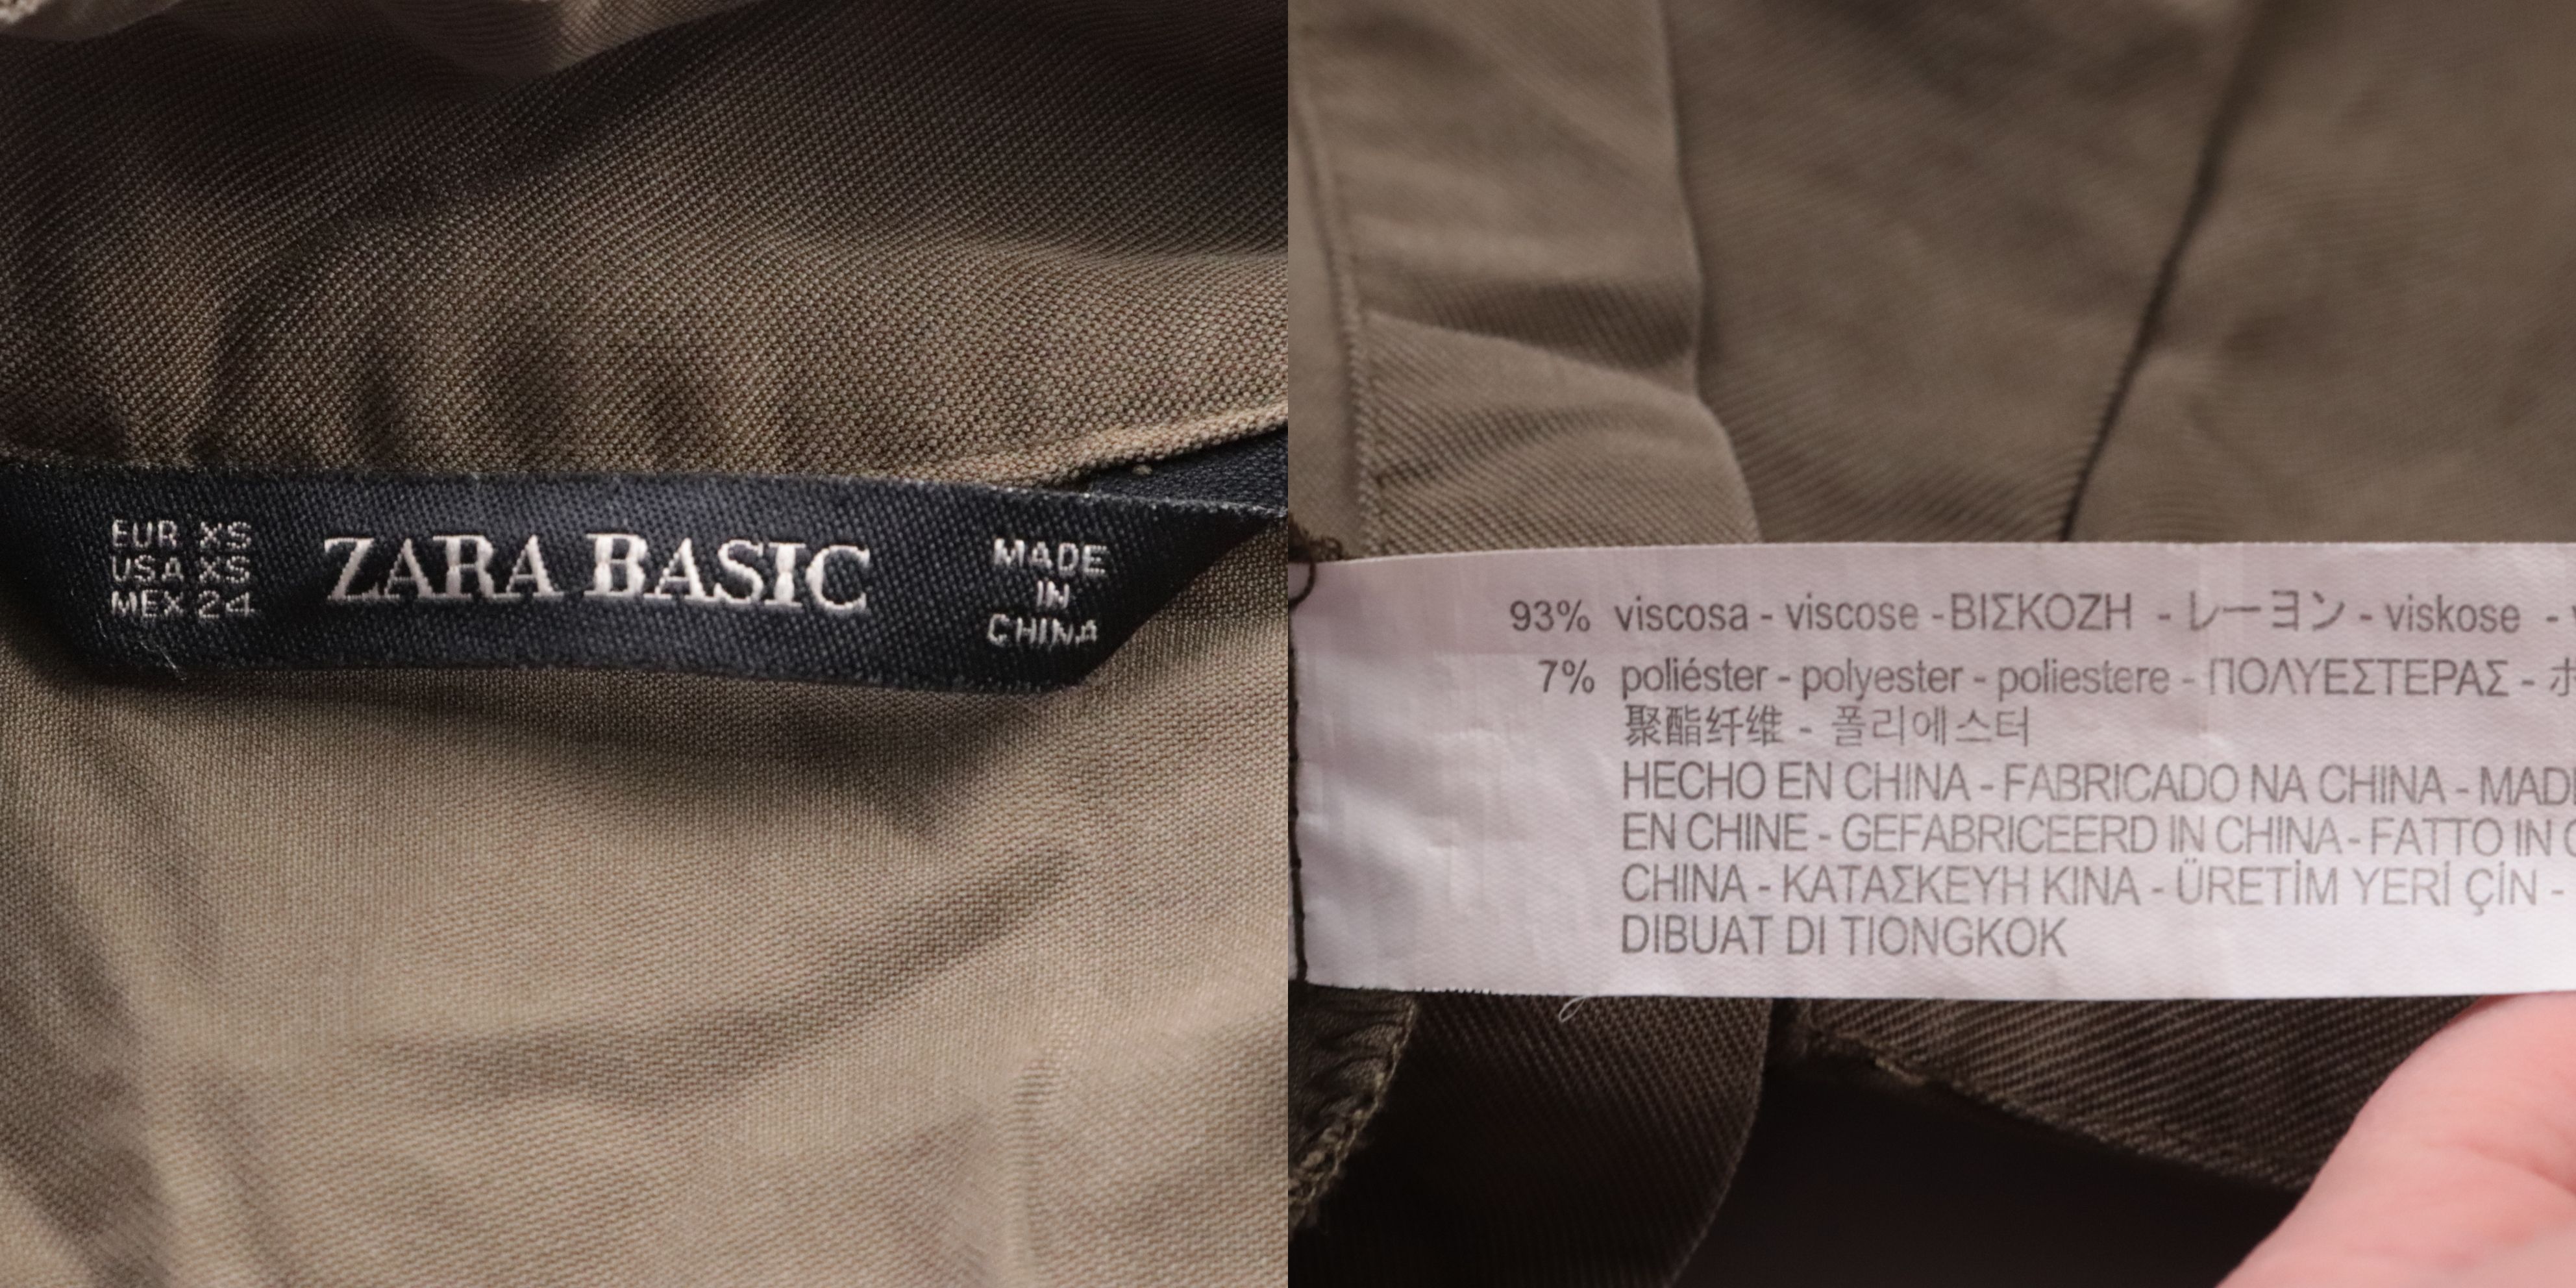 EUR XS
USA XS
MEX 24
ZARA BASIC
MADE
IN
CHINA
93% viscosa - viscose - ΒΙΣΚΟΖΗ - レーヨン - viskose -
7% poliéster - polyester - poliestere - ΠΟΛΥΕΣΤΕΡΑΣ - ポ
聚酯纤维 - 폴리에스터
HECHO EN CHINA - FABRICADO NA CHINA - MADE
EN CHINE - GEFABRICEERD IN CHINA - FATTO IN C
CHINA - ΚΑΤΑΣΚΕΥΗ ΚΙΝΑ - ÜRETİM YERİ ÇİN -
DIBUAT DI TIONGKOK